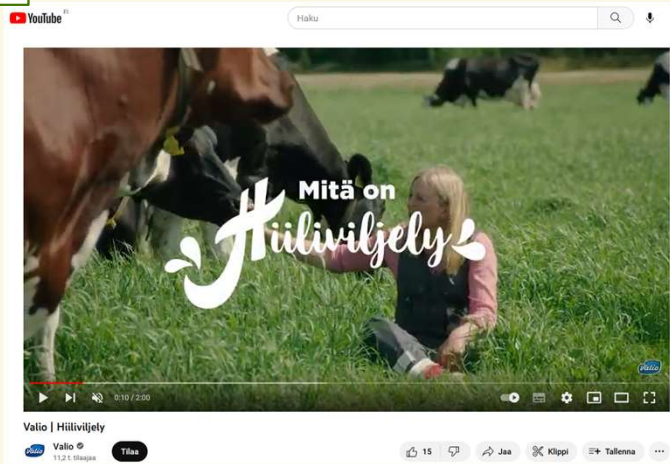 YouTube FI
Haku
Mitä on
Hiiliviljely
Valio
0:10 / 2:00
Valio | Hiiliviljely
Valio
Valio
11,2 t. tilaajaa
Tilaa
15
Jaa
Klippi
Tallenna